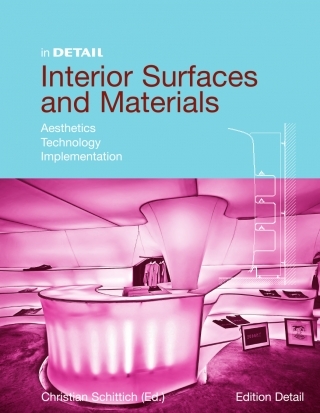 in DETAIL
Interior Surfaces
and Materials
Aesthetics
Technology
Implementation
Christian Schittich (Ed.)
Edition Detail